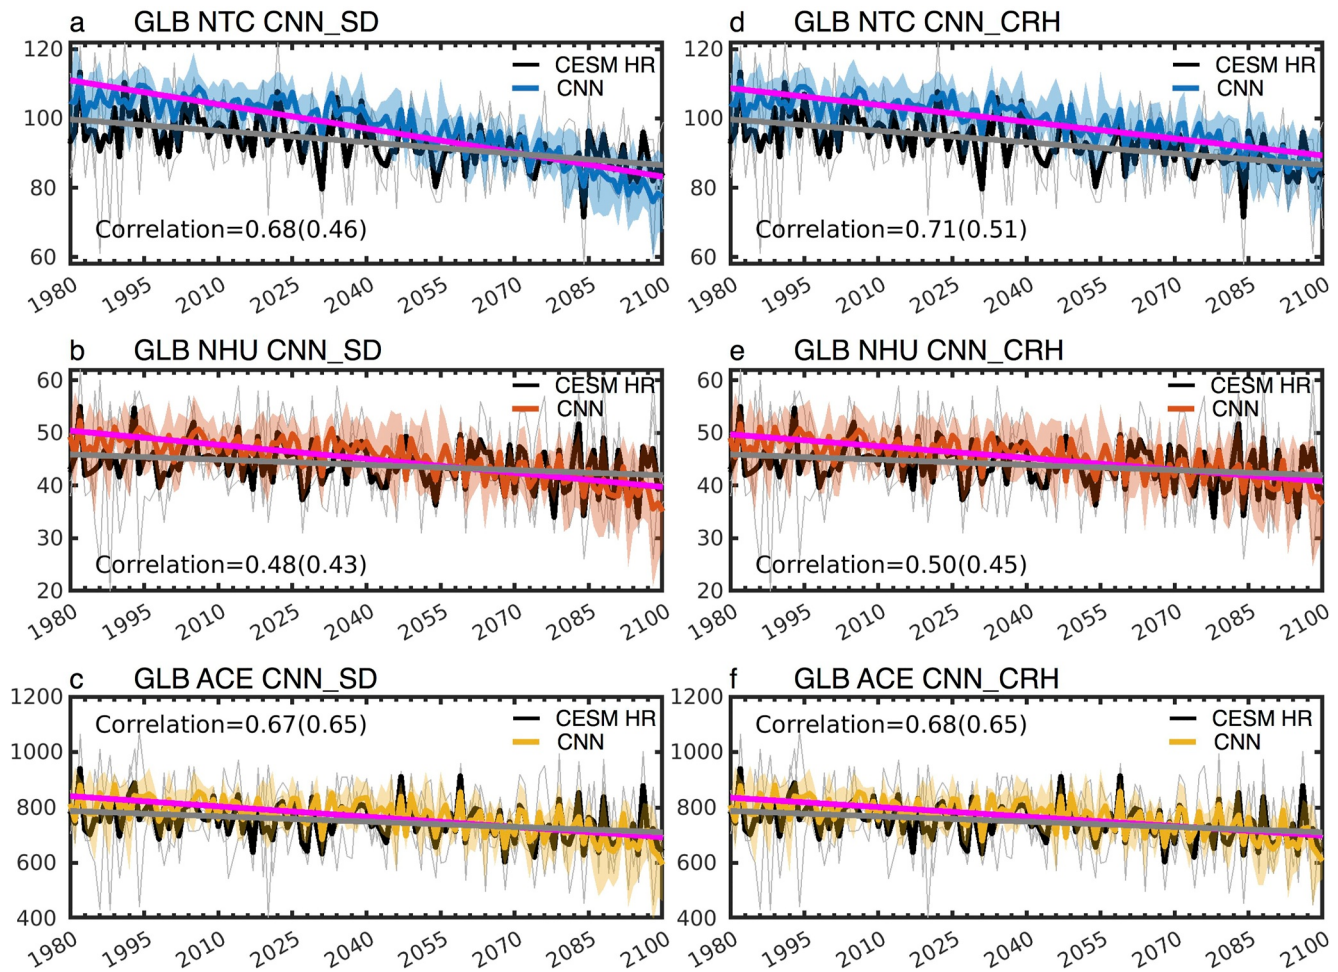 a GLB NTC CNN_SD
120
100
80
60
CESM HR
CNN
Correlation=0.68(0.46)
1980 1995 2010 2025 2040 2055 2070 2085 2100
d GLB NTC CNN_CRH
120
100
80
60
CESM HR
CNN
Correlation=0.71(0.51)
1980 1995 2010 2025 2040 2055 2070 2085 2100
b GLB NHU CNN_SD
60
50
40
30
20
CESM HR
CNN
Correlation=0.48(0.43)
1980 1995 2010 2025 2040 2055 2070 2085 2100
e GLB NHU CNN_CRH
60
50
40
30
20
CESM HR
CNN
Correlation=0.50(0.45)
1980 1995 2010 2025 2040 2055 2070 2085 2100
c GLB ACE CNN_SD
1200
1000
800
600
400
Correlation=0.67(0.65)
CESM HR
CNN
1980 1995 2010 2025 2040 2055 2070 2085 2100
f GLB ACE CNN_CRH
1200
1000
800
600
400
Correlation=0.68(0.65)
CESM HR
CNN
1980 1995 2010 2025 2040 2055 2070 2085 2100